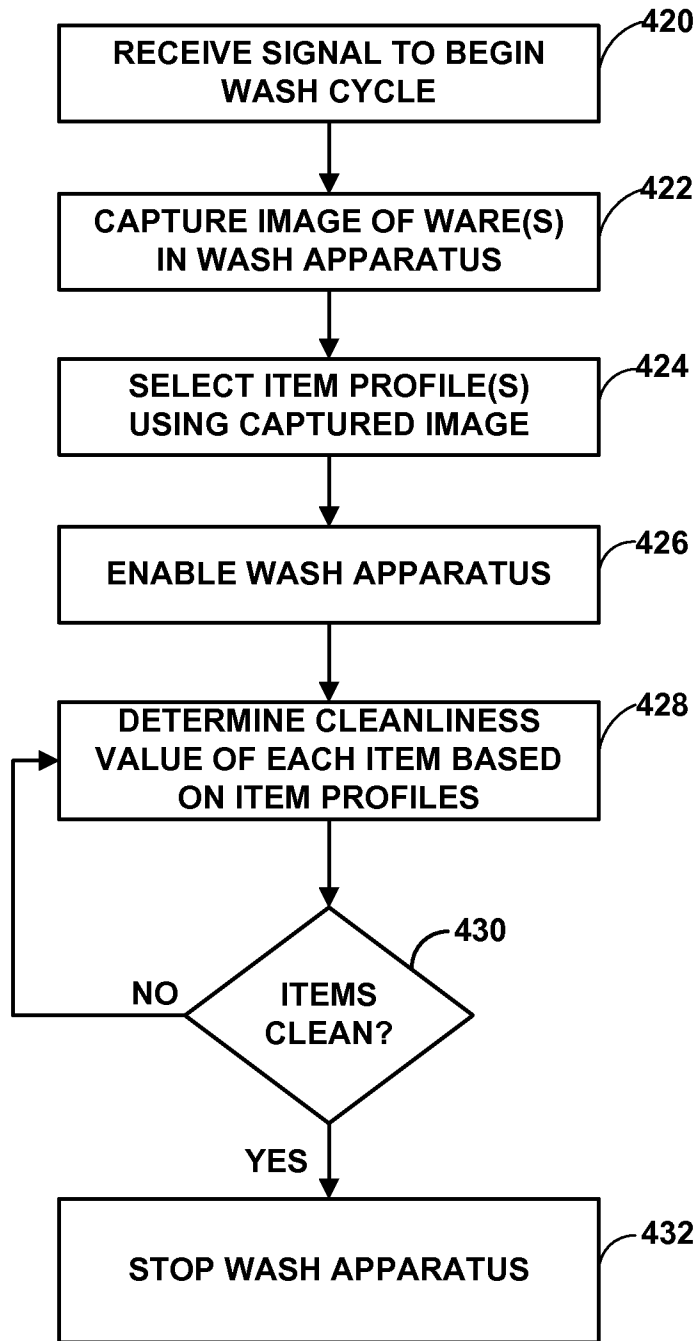 RECEIVE SIGNAL TO BEGIN
WASH CYCLE
420
CAPTURE IMAGE OF WARE(S)
IN WASH APPARATUS
422
SELECT ITEM PROFILE(S)
USING CAPTURED IMAGE
424
ENABLE WASH APPARATUS
426
DETERMINE CLEANLINESS
VALUE OF EACH ITEM BASED
ON ITEM PROFILES
428
ITEMS
CLEAN?
430
NO
YES
STOP WASH APPARATUS
432